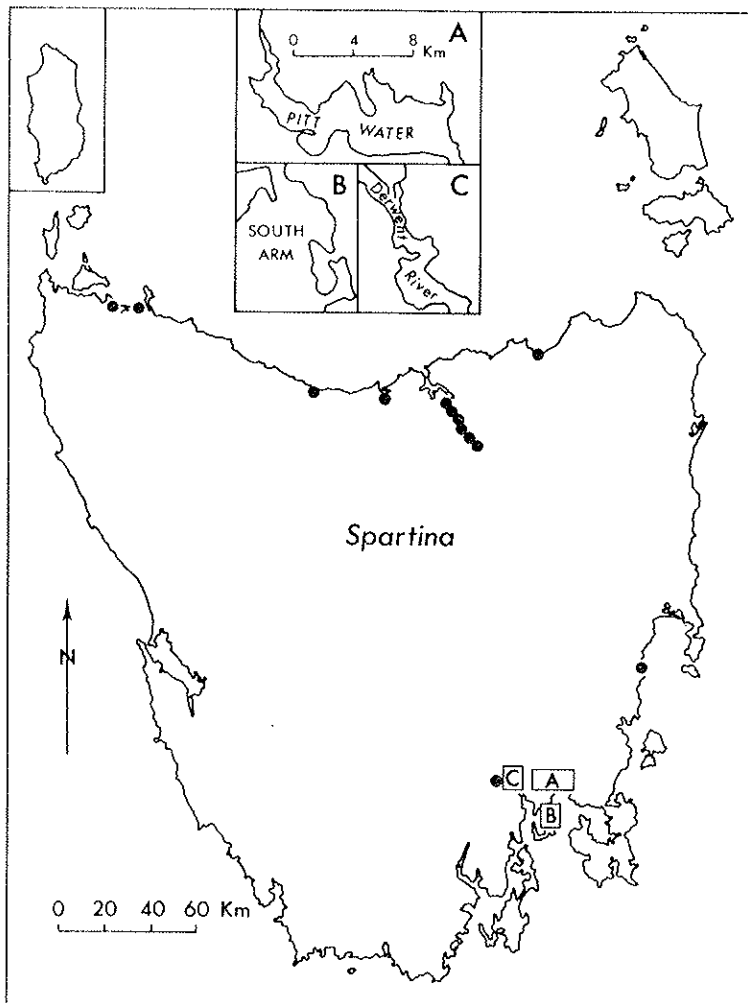 A
0 4 8
Km
PITT WATER
B
SOUTH
ARM
C
Derwent
River
Spartina
N
C
A
B
0 20 40 60 Km